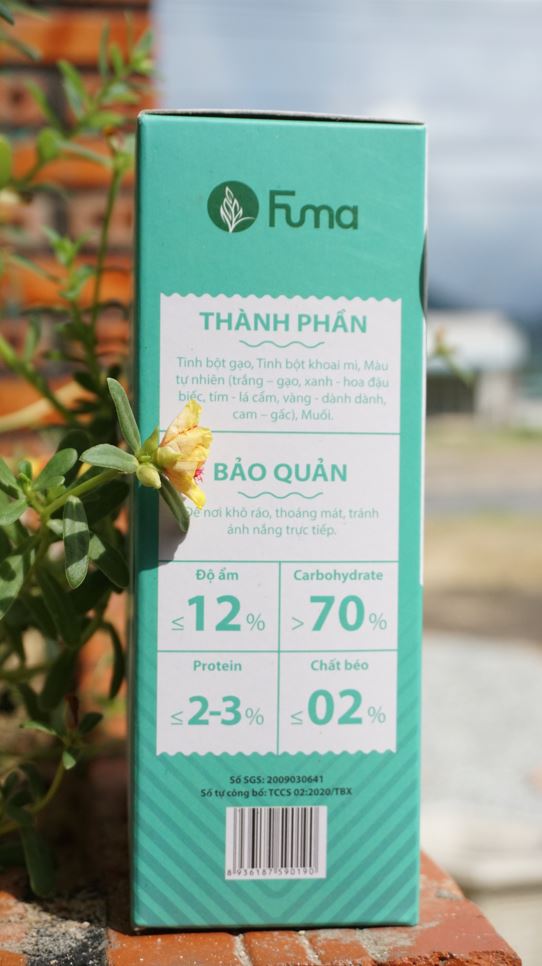 Fuma
THÀNH PHẦN
Tinh bột gạo, Tinh bột khoai mì, Màu
tự nhiên (trắng – gạo, xanh - hoa đậu
biếc, tím - lá cẩm, vàng - dành dành,
cam – gấc), Muối.
BẢO QUẢN
Để nơi khô ráo, thoáng mát, tránh
ánh nắng trực tiếp.
Độ ẩm
≤12%
Carbohydrate
>70%
Protein
≤2-3%
Chất béo
≤02%
Số SGS: 2009030641
Số tự công bố: TCCS 02:2020/TBX
8 936187 590190